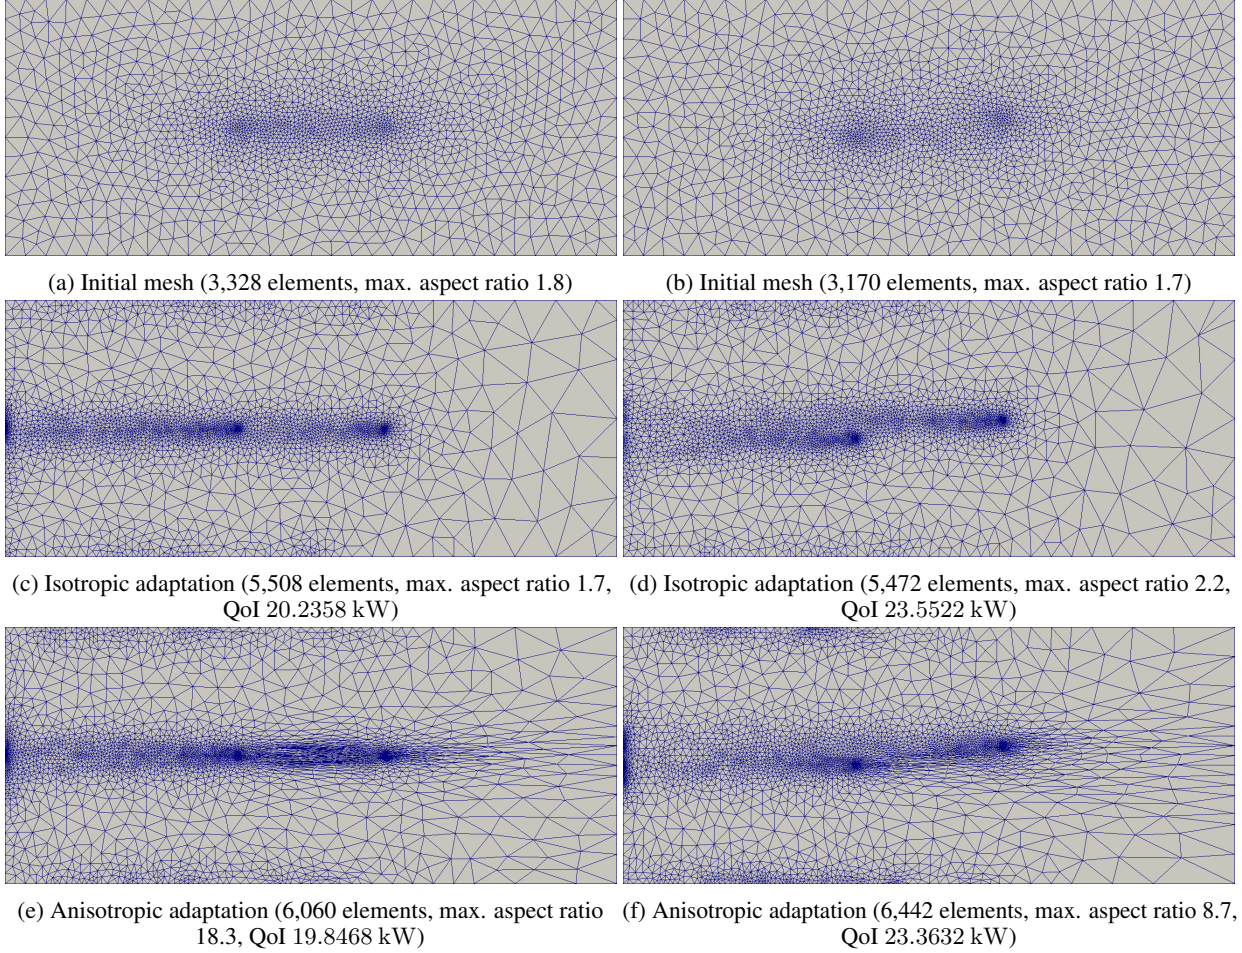 (a) Initial mesh (3,328 elements, max. aspect ratio 1.8)
(b) Initial mesh (3,170 elements, max. aspect ratio 1.7)
(c) Isotropic adaptation (5,508 elements, max. aspect ratio 1.7,
QoI 20.2358 kW)
(d) Isotropic adaptation (5,472 elements, max. aspect ratio 2.2,
QoI 23.5522 kW)
(e) Anisotropic adaptation (6,060 elements, max. aspect ratio
18.3, QoI 19.8468 kW)
(f) Anisotropic adaptation (6,442 elements, max. aspect ratio 8.7,
QoI 23.3632 kW)